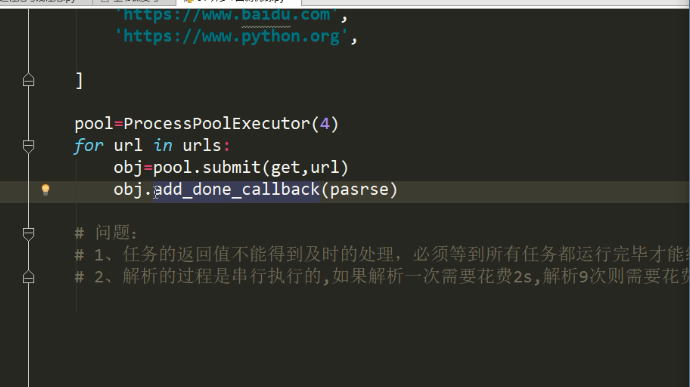 'https://www.baidu.com',
'https://www.python.org',
]
pool=ProcessPoolExecutor(4)
for url in urls:
obj=pool.submit(get,url)
obj.add_done_callback(pasrse)
# 问题:
# 1、任务的返回值不能得到及时的处理，必须等到所有任务都运行完毕才能
# 2、解析的过程是串行执行的,如果解析一次需要花费2s,解析9次则需要花费